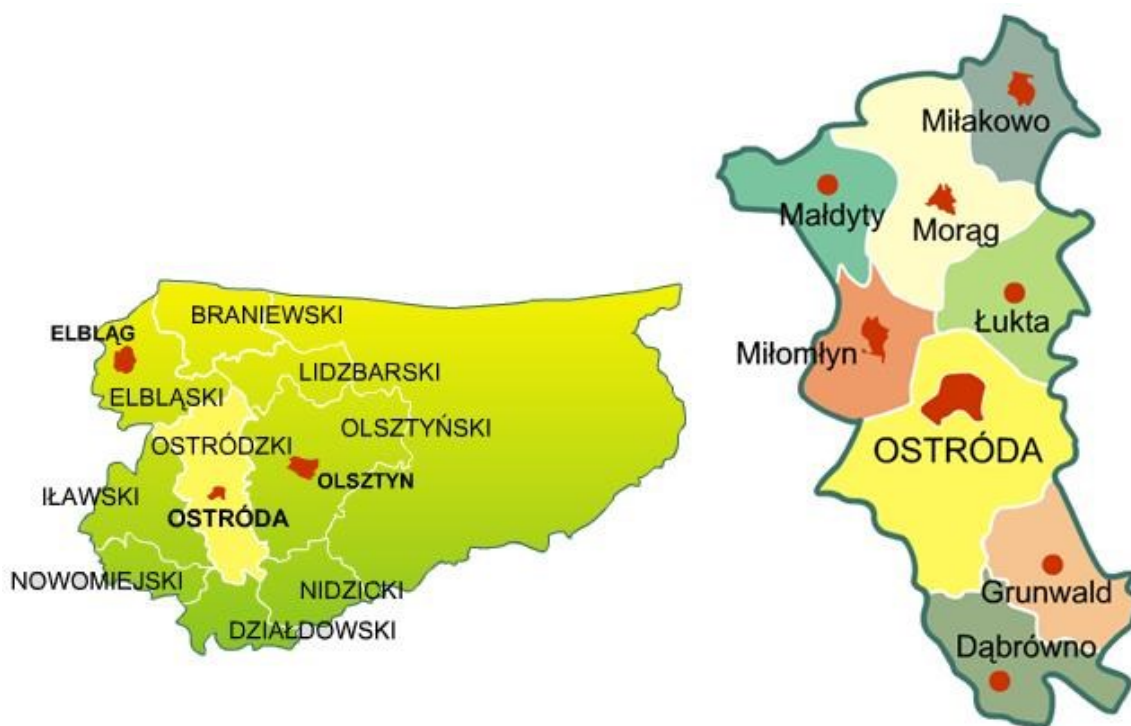 BRANIEWSKI
ELBLĄG
LIDZBARSKI
ELBLĄSKI
OLSZTYŃSKI
OSTRÓDZKI
OLSZTYN
IŁAWSKI
OSTRÓDA
NOWOMIEJSKI
NIDZICKI
DZIAŁDOWSKI
Miłakowo
Małdyty
Morąg
Łukta
Miłomłyn
OSTRÓDA
Grunwald
Dąbrówno